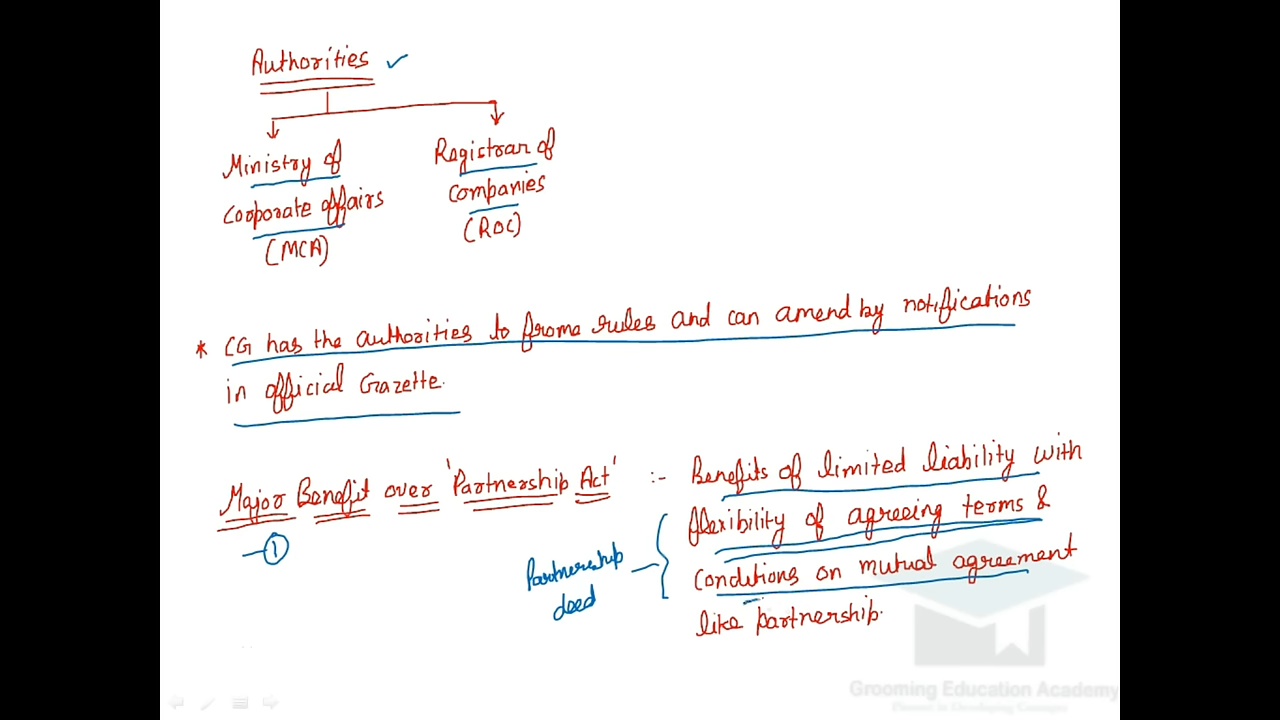 Authorities ✓
Ministry of
Corporate affairs
(MCA)
Registrar of
Companies
(ROC)
* CG has the authorities to frome rules and can amend by notifications
in official Gazette.
Major Benefit over 'Partnership Act' :- Benefits of limited liability with
flexibility of agreeing terms &
conditions on mutual agreement
like partnership.
①
Partnership
deed
Grooming Education Academy